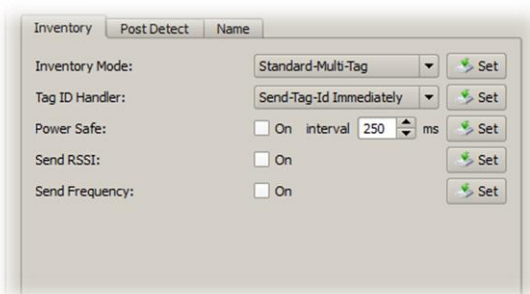 Inventory Post Detect Name
Inventory Mode: Standard-Multi-Tag Set
Tag ID Handler: Send-Tag-Id Immediately Set
Power Safe: On interval 250 ms Set
Send RSSI: On Set
Send Frequency: On Set